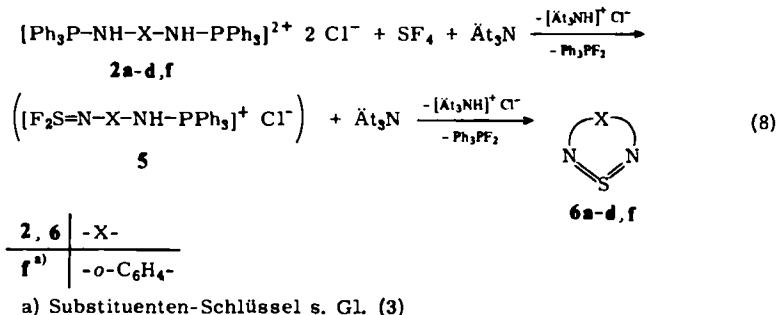 [Ph₃P−NH−X−NH−PPh₃]²⁺ 2 Cl⁻ + SF₄ + Ät₃N
- [Ät₃NH]⁺ Cl⁻
- Ph₃PF₂
2a-d,f
([F₂S=N−X−NH−PPh₃]⁺ Cl⁻) + Ät₃N
- [Ät₃NH]⁺ Cl⁻
- Ph₃PF₂
X
N N
S
(8)
5
6a-d,f
2, 6 | -X-
f ᵃ⁾ | -o-C₆H₄-
a) Substituenten-Schlüssel s. Gl. (3)